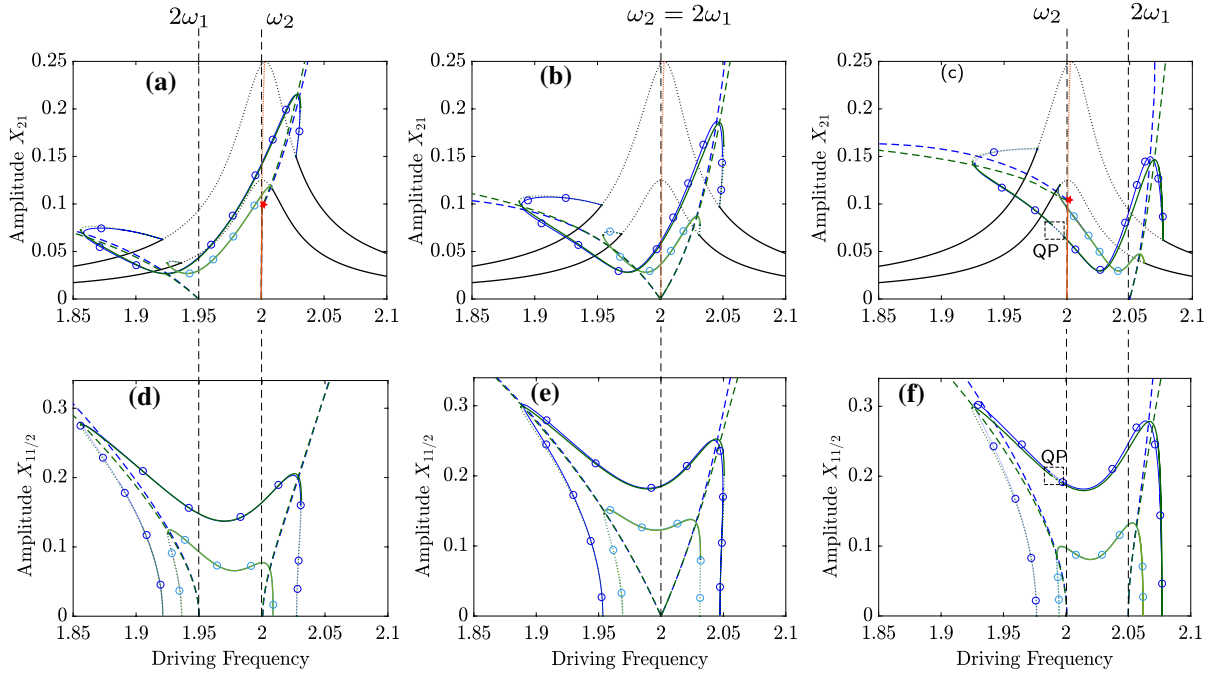 2ω₁ ω₂ ω₂ = 2ω₁ ω₂ 2ω₁
(a) (b) (c)
Amplitude X₂₁ Amplitude X₂₁ Amplitude X₂₁
0.25 0.2 0.15 0.1 0.05 0
0.25 0.2 0.15 0.1 0.05 0
0.25 0.2 0.15 0.1 0.05 0
QP
1.85 1.9 1.95 2 2.05 2.1
1.85 1.9 1.95 2 2.05 2.1
1.85 1.9 1.95 2 2.05 2.1
(d) (e) (f)
Amplitude X₁₁/₂ Amplitude X₁₁/₂ Amplitude X₁₁/₂
0.3 0.2 0.1 0
0.3 0.2 0.1 0
0.3 0.2 0.1 0
QP
1.85 1.9 1.95 2 2.05 2.1
1.85 1.9 1.95 2 2.05 2.1
1.85 1.9 1.95 2 2.05 2.1
Driving Frequency Driving Frequency Driving Frequency